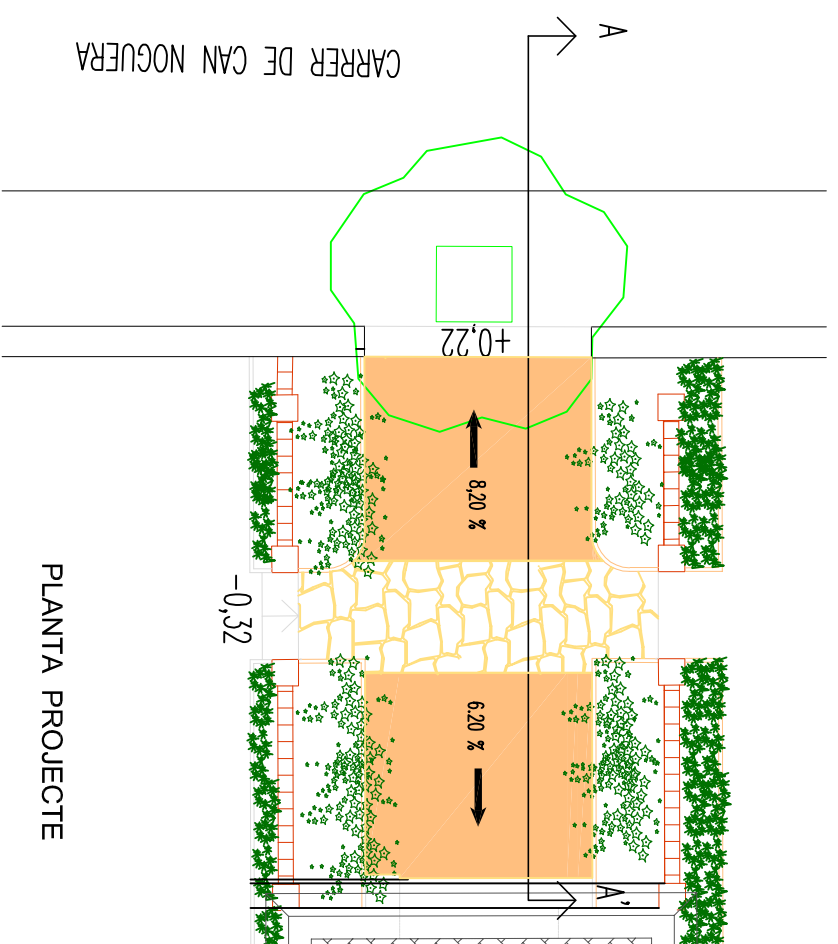 A
CARRER DE CAN NOGUERA
+0,22
8,20 %
-0,32
PLANTA PROJECTE
6.20 %
A'